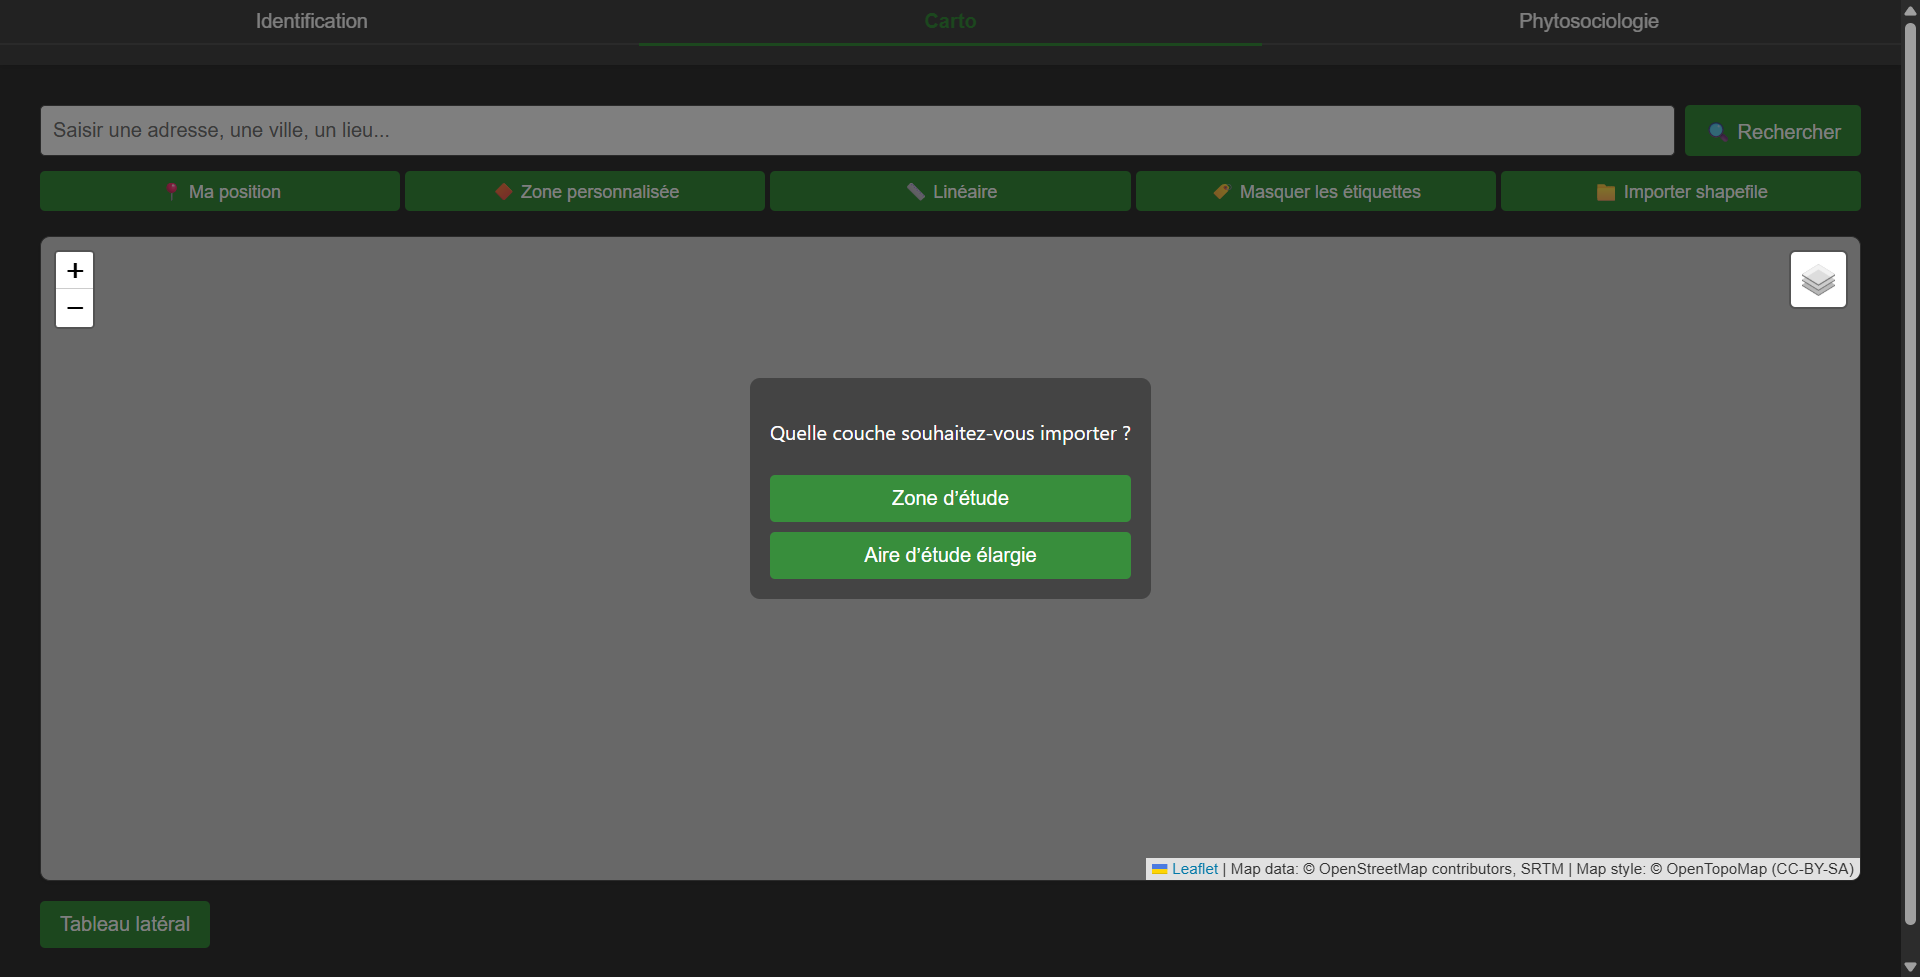 Identification
Carto
Phytosociologie
Saisir une adresse, une ville, un lieu...
Rechercher
Ma position
Zone personnalisée
Linéaire
Masquer les étiquettes
Importer shapefile
+
−
Quelle couche souhaitez-vous importer ?
Zone d’étude
Aire d’étude élargie
Leaflet | Map data: © OpenStreetMap contributors, SRTM | Map style: © OpenTopoMap (CC-BY-SA)
Tableau latéral